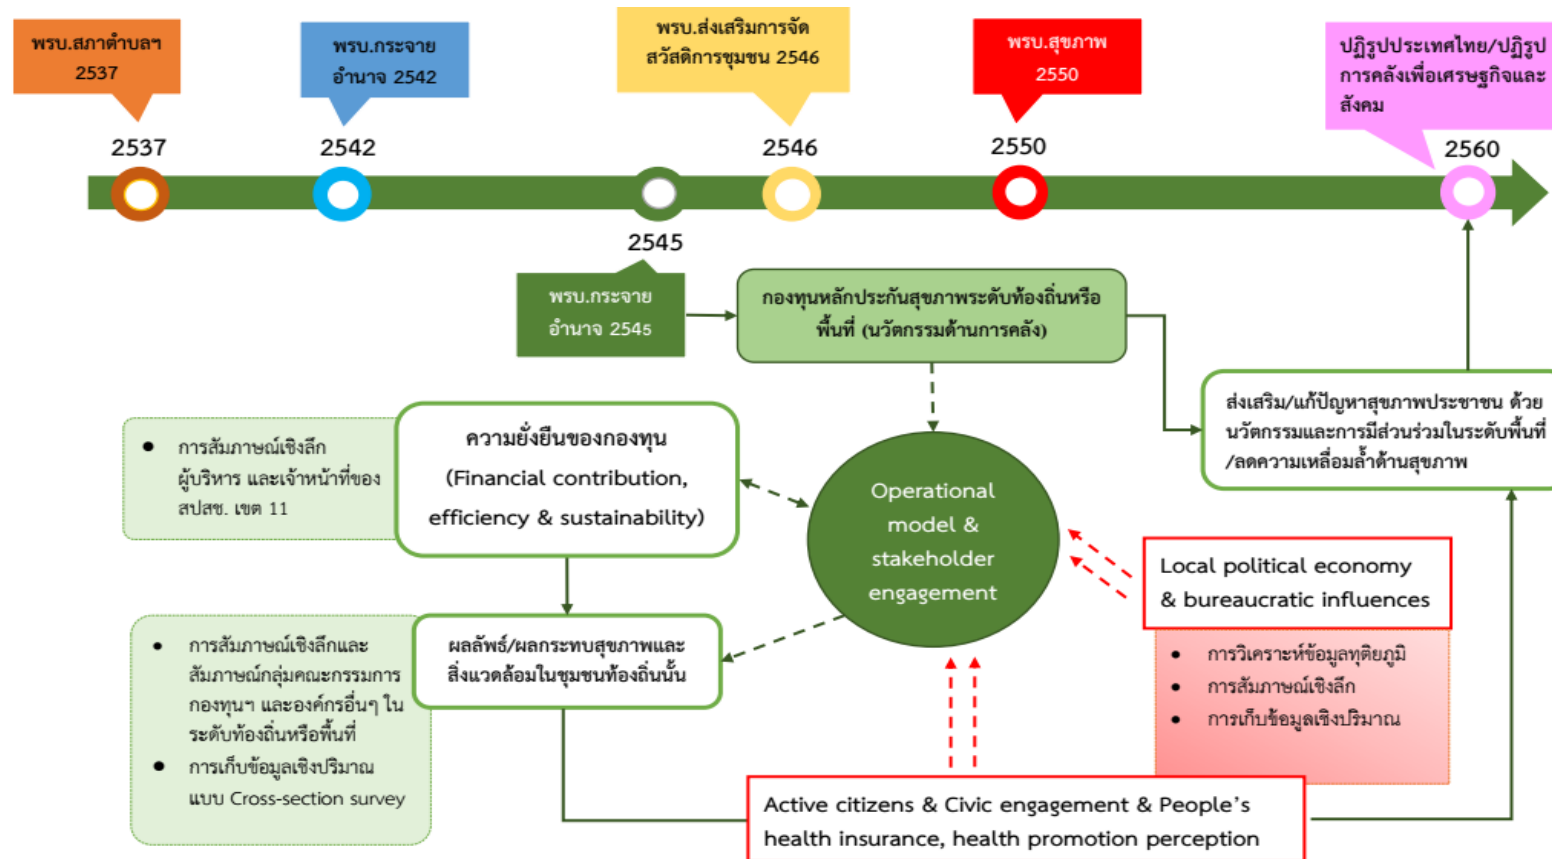 พรบ.สภาตำบลฯ
2537
พรบ.กระจาย
อำนาจ 2542
พรบ.ส่งเสริมการจัด
สวัสดิการชุมชน 2546
พรบ.สุขภาพ
2550
ปฏิรูปประเทศไทย/ปฏิรูป
การคลังเพื่อเศรษฐกิจและ
สังคม
2537
2542
2546
2550
2560
2545
พรบ.กระจาย
อำนาจ 2545
กองทุนหลักประกันสุขภาพระดับท้องถิ่นหรือ
พื้นที่ (นวัตกรรมด้านการคลัง)
ส่งเสริม/แก้ปัญหาสุขภาพประชาชน ด้วย
นวัตกรรมและการมีส่วนร่วมในระดับพื้นที่
/ลดความเหลื่อมล้ำด้านสุขภาพ
• การสัมภาษณ์เชิงลึก
ผู้บริหาร และเจ้าหน้าที่ของ
สปสช. เขต 11
ความยั่งยืนของกองทุน
(Financial contribution,
efficiency & sustainability)
Operational
model &
stakeholder
engagement
Local political economy
& bureaucratic influences
• การวิเคราะห์ข้อมูลทุติยภูมิ
• การสัมภาษณ์เชิงลึก
• การเก็บข้อมูลเชิงปริมาณ
• การสัมภาษณ์เชิงลึกและ
สัมภาษณ์กลุ่มคณะกรรมการ
กองทุนฯ และองค์กรอื่นๆ ใน
ระดับท้องถิ่นหรือพื้นที่
• การเก็บข้อมูลเชิงปริมาณ
แบบ Cross-section survey
ผลลัพธ์/ผลกระทบสุขภาพและ
สิ่งแวดล้อมในชุมชนท้องถิ่นนั้น
Active citizens & Civic engagement & People's
health insurance, health promotion perception